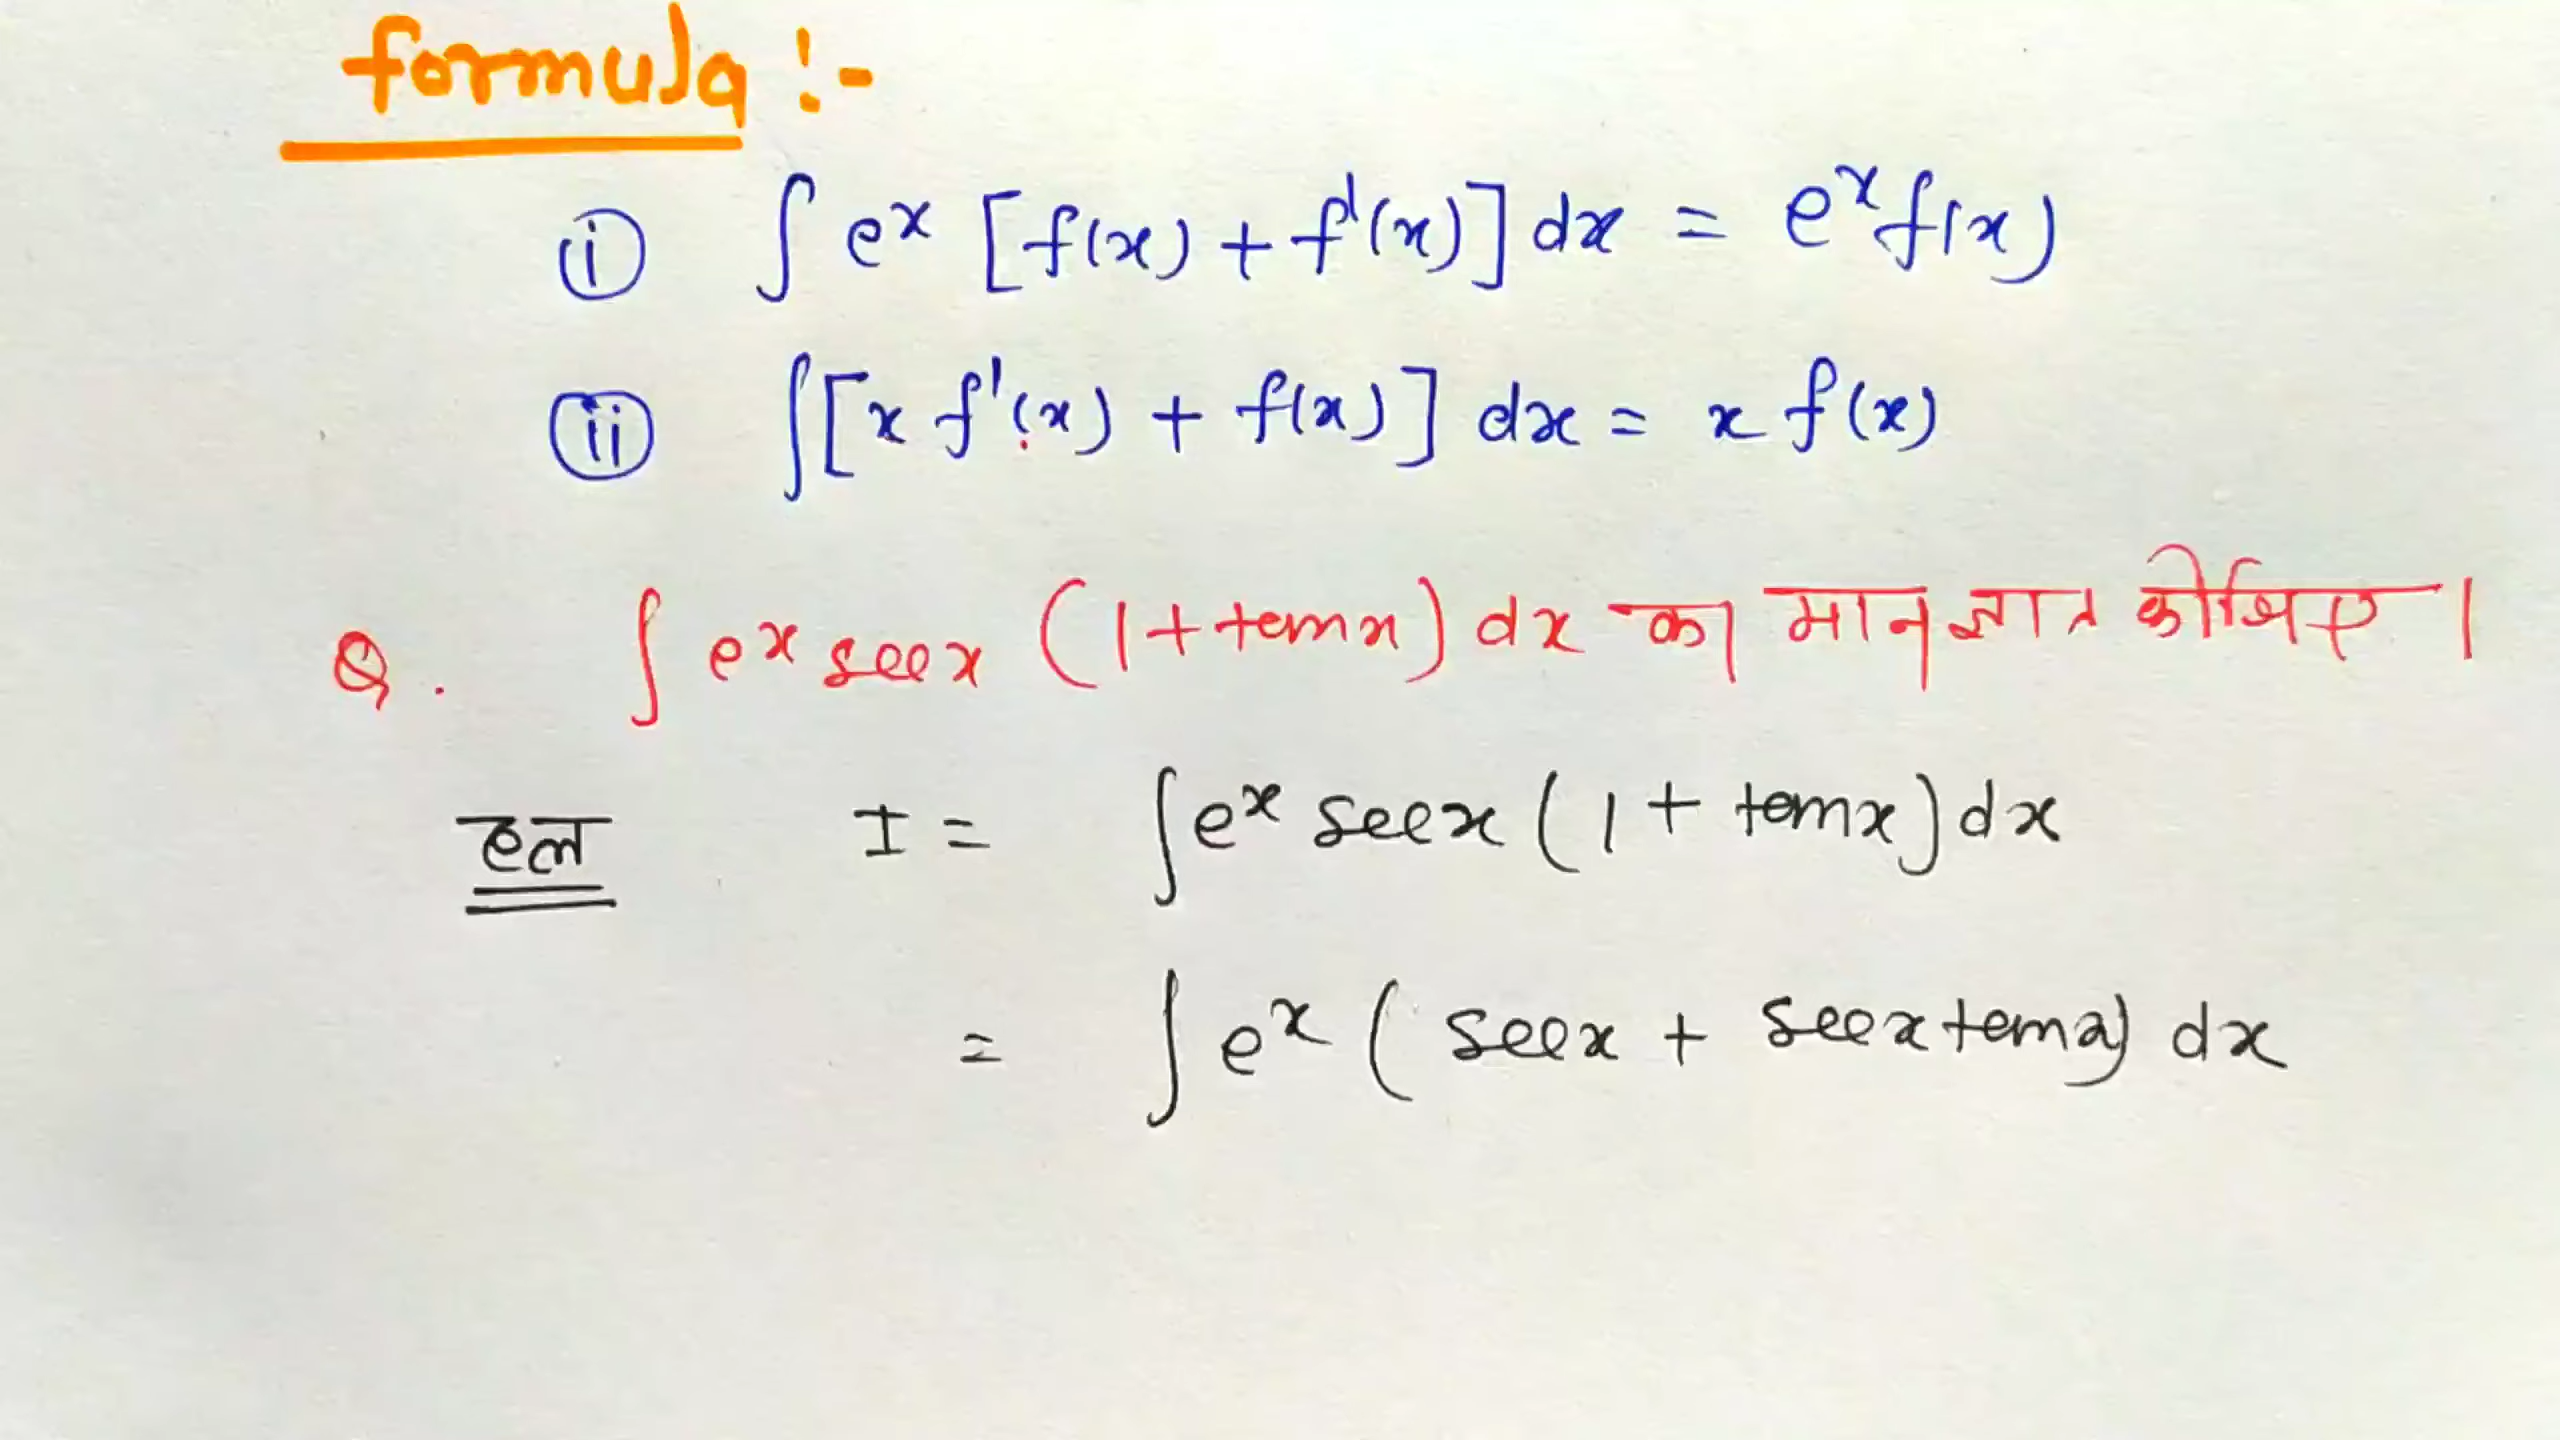 formula :-
(i) ∫ eˣ [f(x) + f'(x)] dx = eˣ f(x)
(ii) ∫ [x f'(x) + f(x)] dx = x f(x)
Q. ∫ eˣ secx (1 + tanx) dx का मान ज्ञात कीजिए।
हल I = ∫ eˣ secx (1 + tanx) dx
= ∫ eˣ ( secx + secx tanx) dx